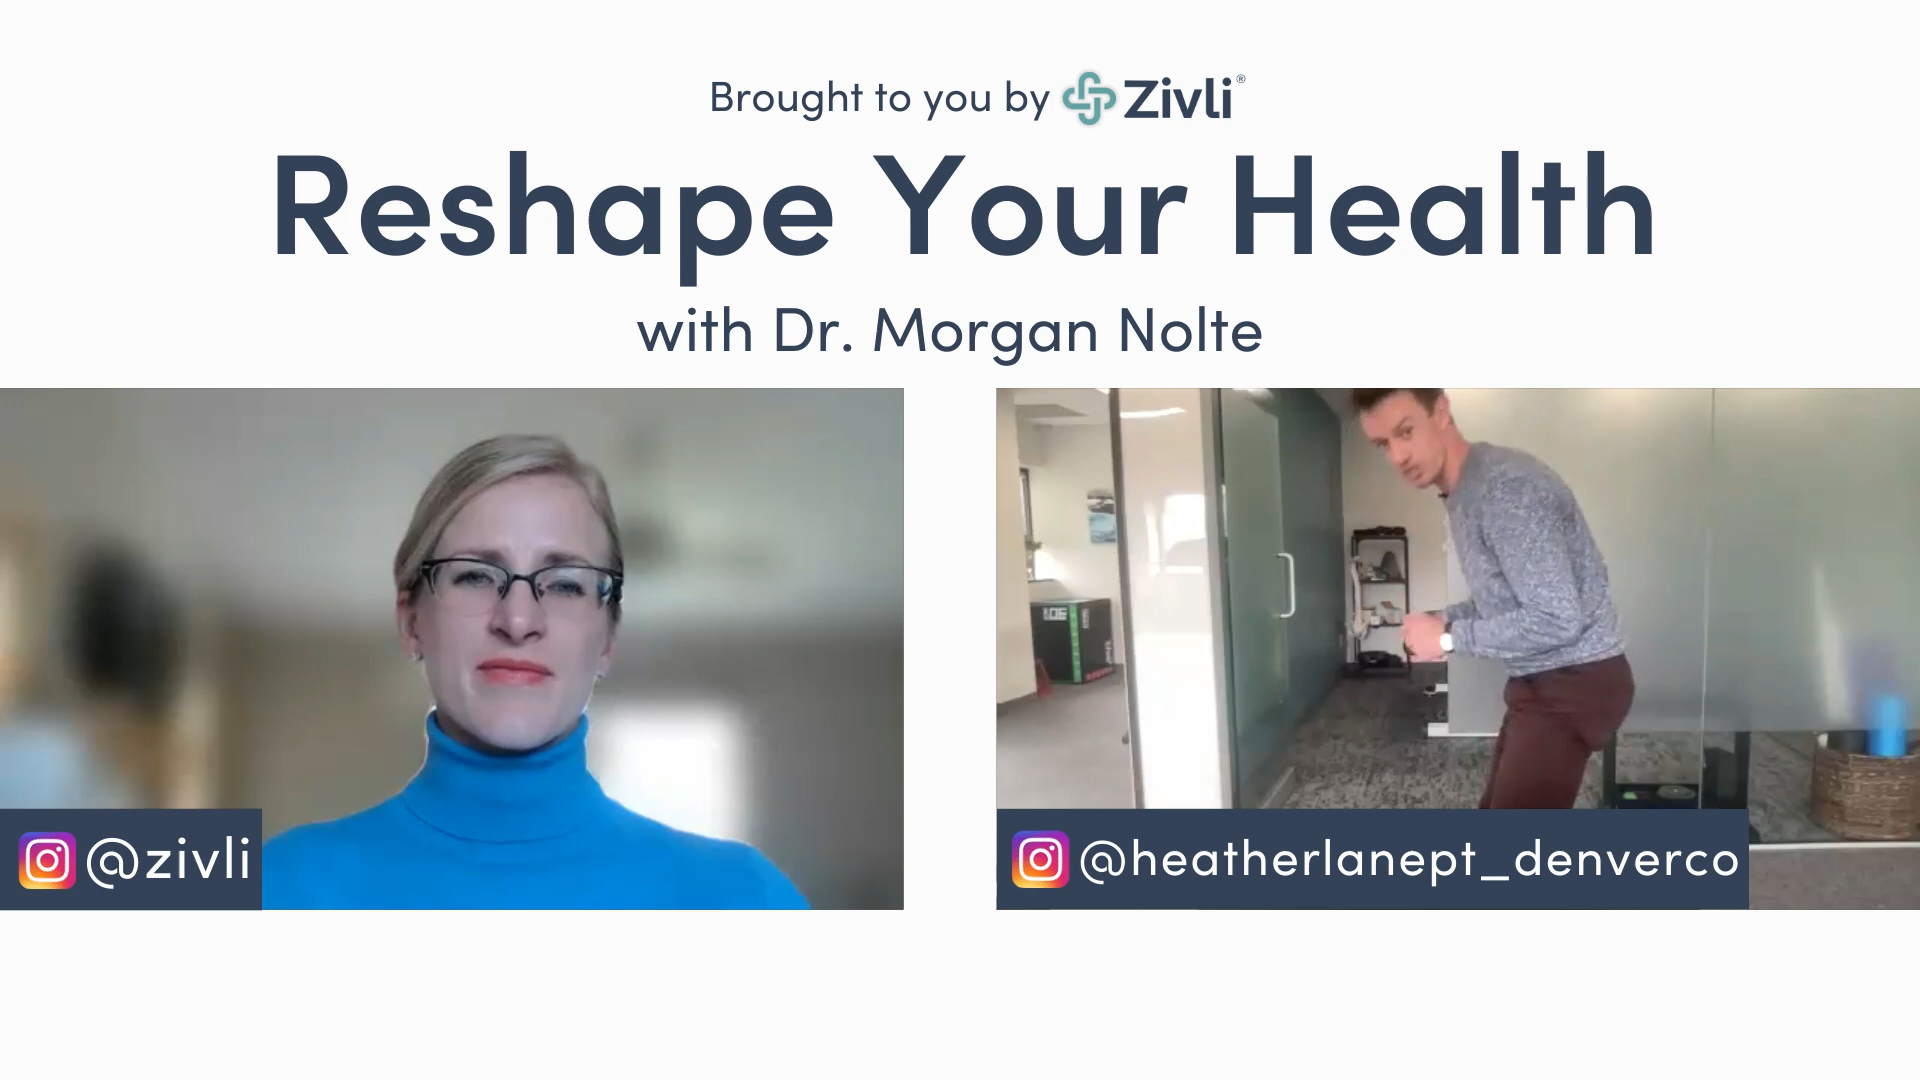 Brought to you by Zivli®
Reshape Your Health
with Dr. Morgan Nolte
@zivli
@heatherlanept_denverco